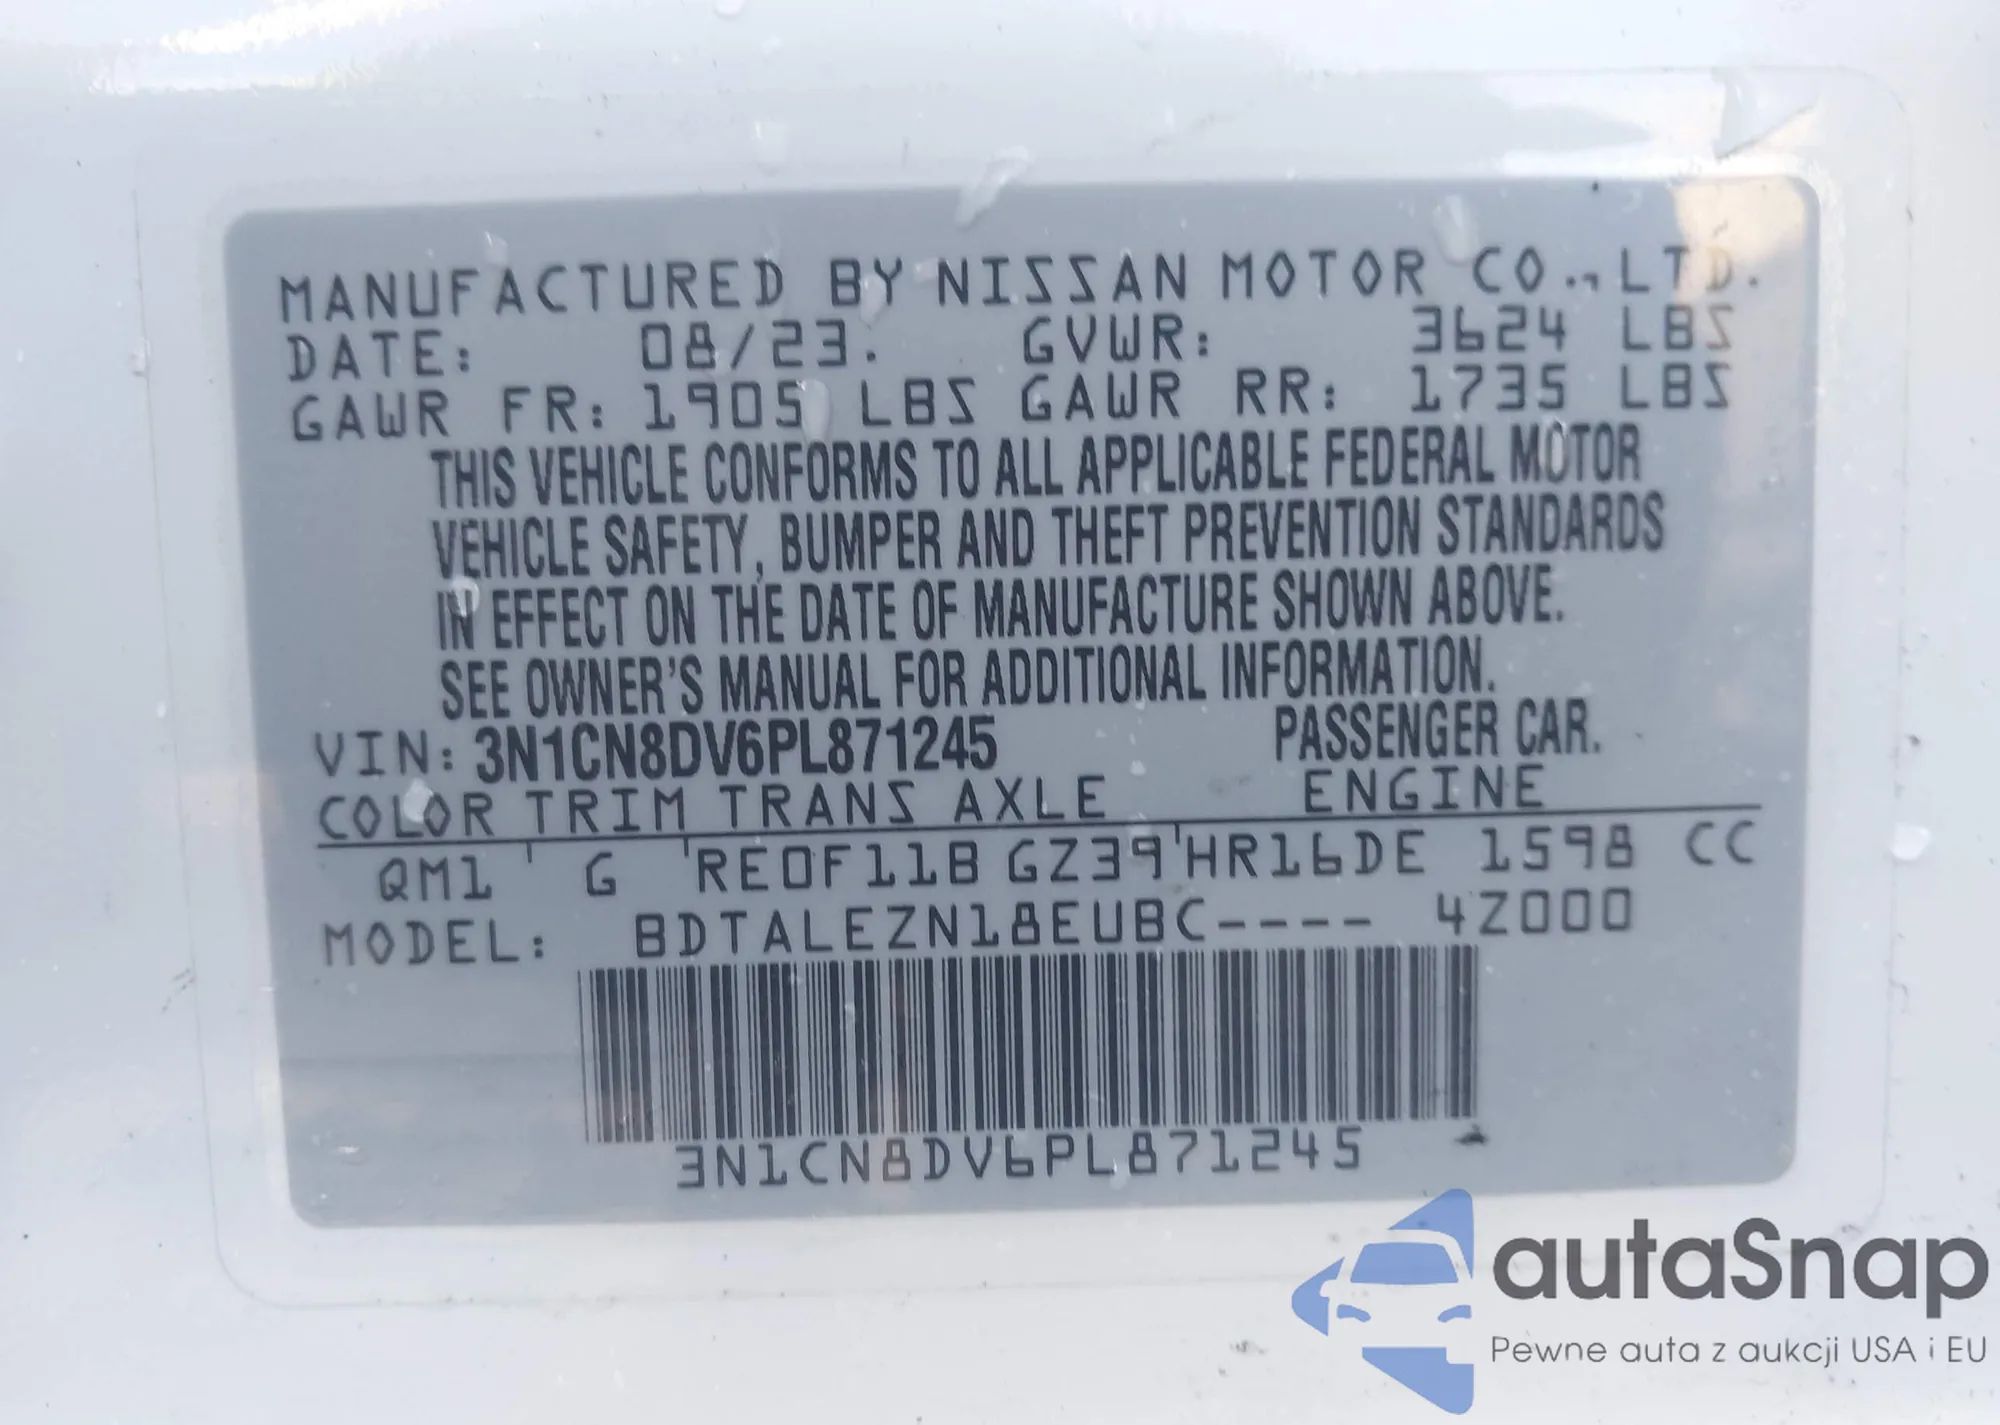 MANUFACTURED BY NISSAN MOTOR CO., LTD.
DATE: 08/23. GVWR: 3624 LBS
GAWR FR: 1905 LBS GAWR RR: 1735 LBS
THIS VEHICLE CONFORMS TO ALL APPLICABLE FEDERAL MOTOR
VEHICLE SAFETY, BUMPER AND THEFT PREVENTION STANDARDS
IN EFFECT ON THE DATE OF MANUFACTURE SHOWN ABOVE.
SEE OWNER'S MANUAL FOR ADDITIONAL INFORMATION.
VIN: 3N1CN8DV6PL871245 PASSENGER CAR.
COLOR TRIM TRANS AXLE ENGINE
QM1 ' G 'RE0F11B GZ39'HR16DE 1598 CC
MODEL: BDTALEZN18EUBC---- 4Z000
3N1CN8DV6PL871245
autaSnap
Pewne auta z aukcji USA i EU